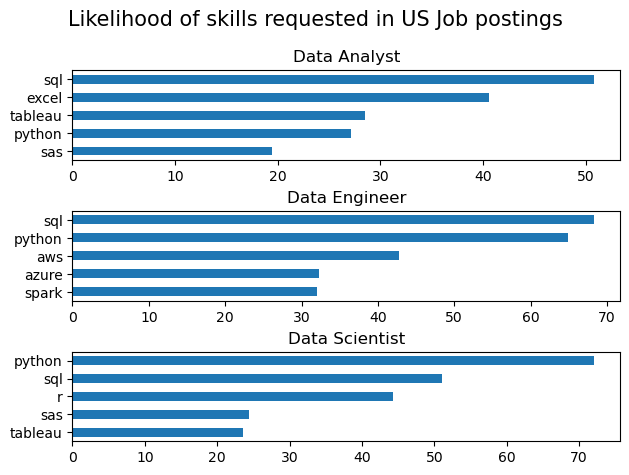 Likelihood of skills requested in US Job postings
Data Analyst
sql
excel
tableau
python
sas
0 10 20 30 40 50
Data Engineer
sql
python
aws
azure
spark
0 10 20 30 40 50 60 70
Data Scientist
python
sql
r
sas
tableau
0 10 20 30 40 50 60 70